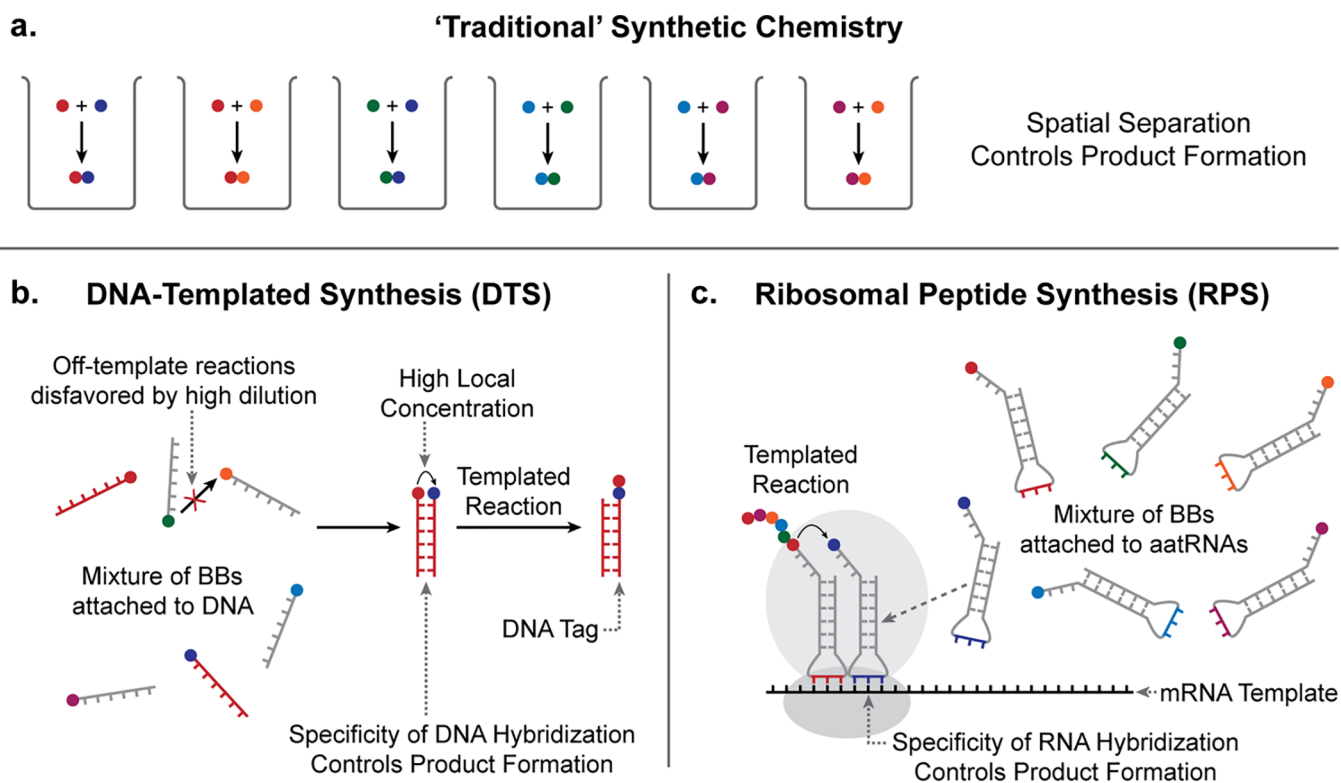 a.
‘Traditional’ Synthetic Chemistry
+
+
+
+
+
+
Spatial Separation
Controls Product Formation
b.
DNA-Templated Synthesis (DTS)
Off-template reactions
disfavored by high dilution
High Local
Concentration
Templated
Reaction
Mixture of BBs
attached to DNA
DNA Tag
Specificity of DNA Hybridization
Controls Product Formation
c.
Ribosomal Peptide Synthesis (RPS)
Templated
Reaction
Mixture of BBs
attached to aatRNAs
mRNA Template
Specificity of RNA Hybridization
Controls Product Formation